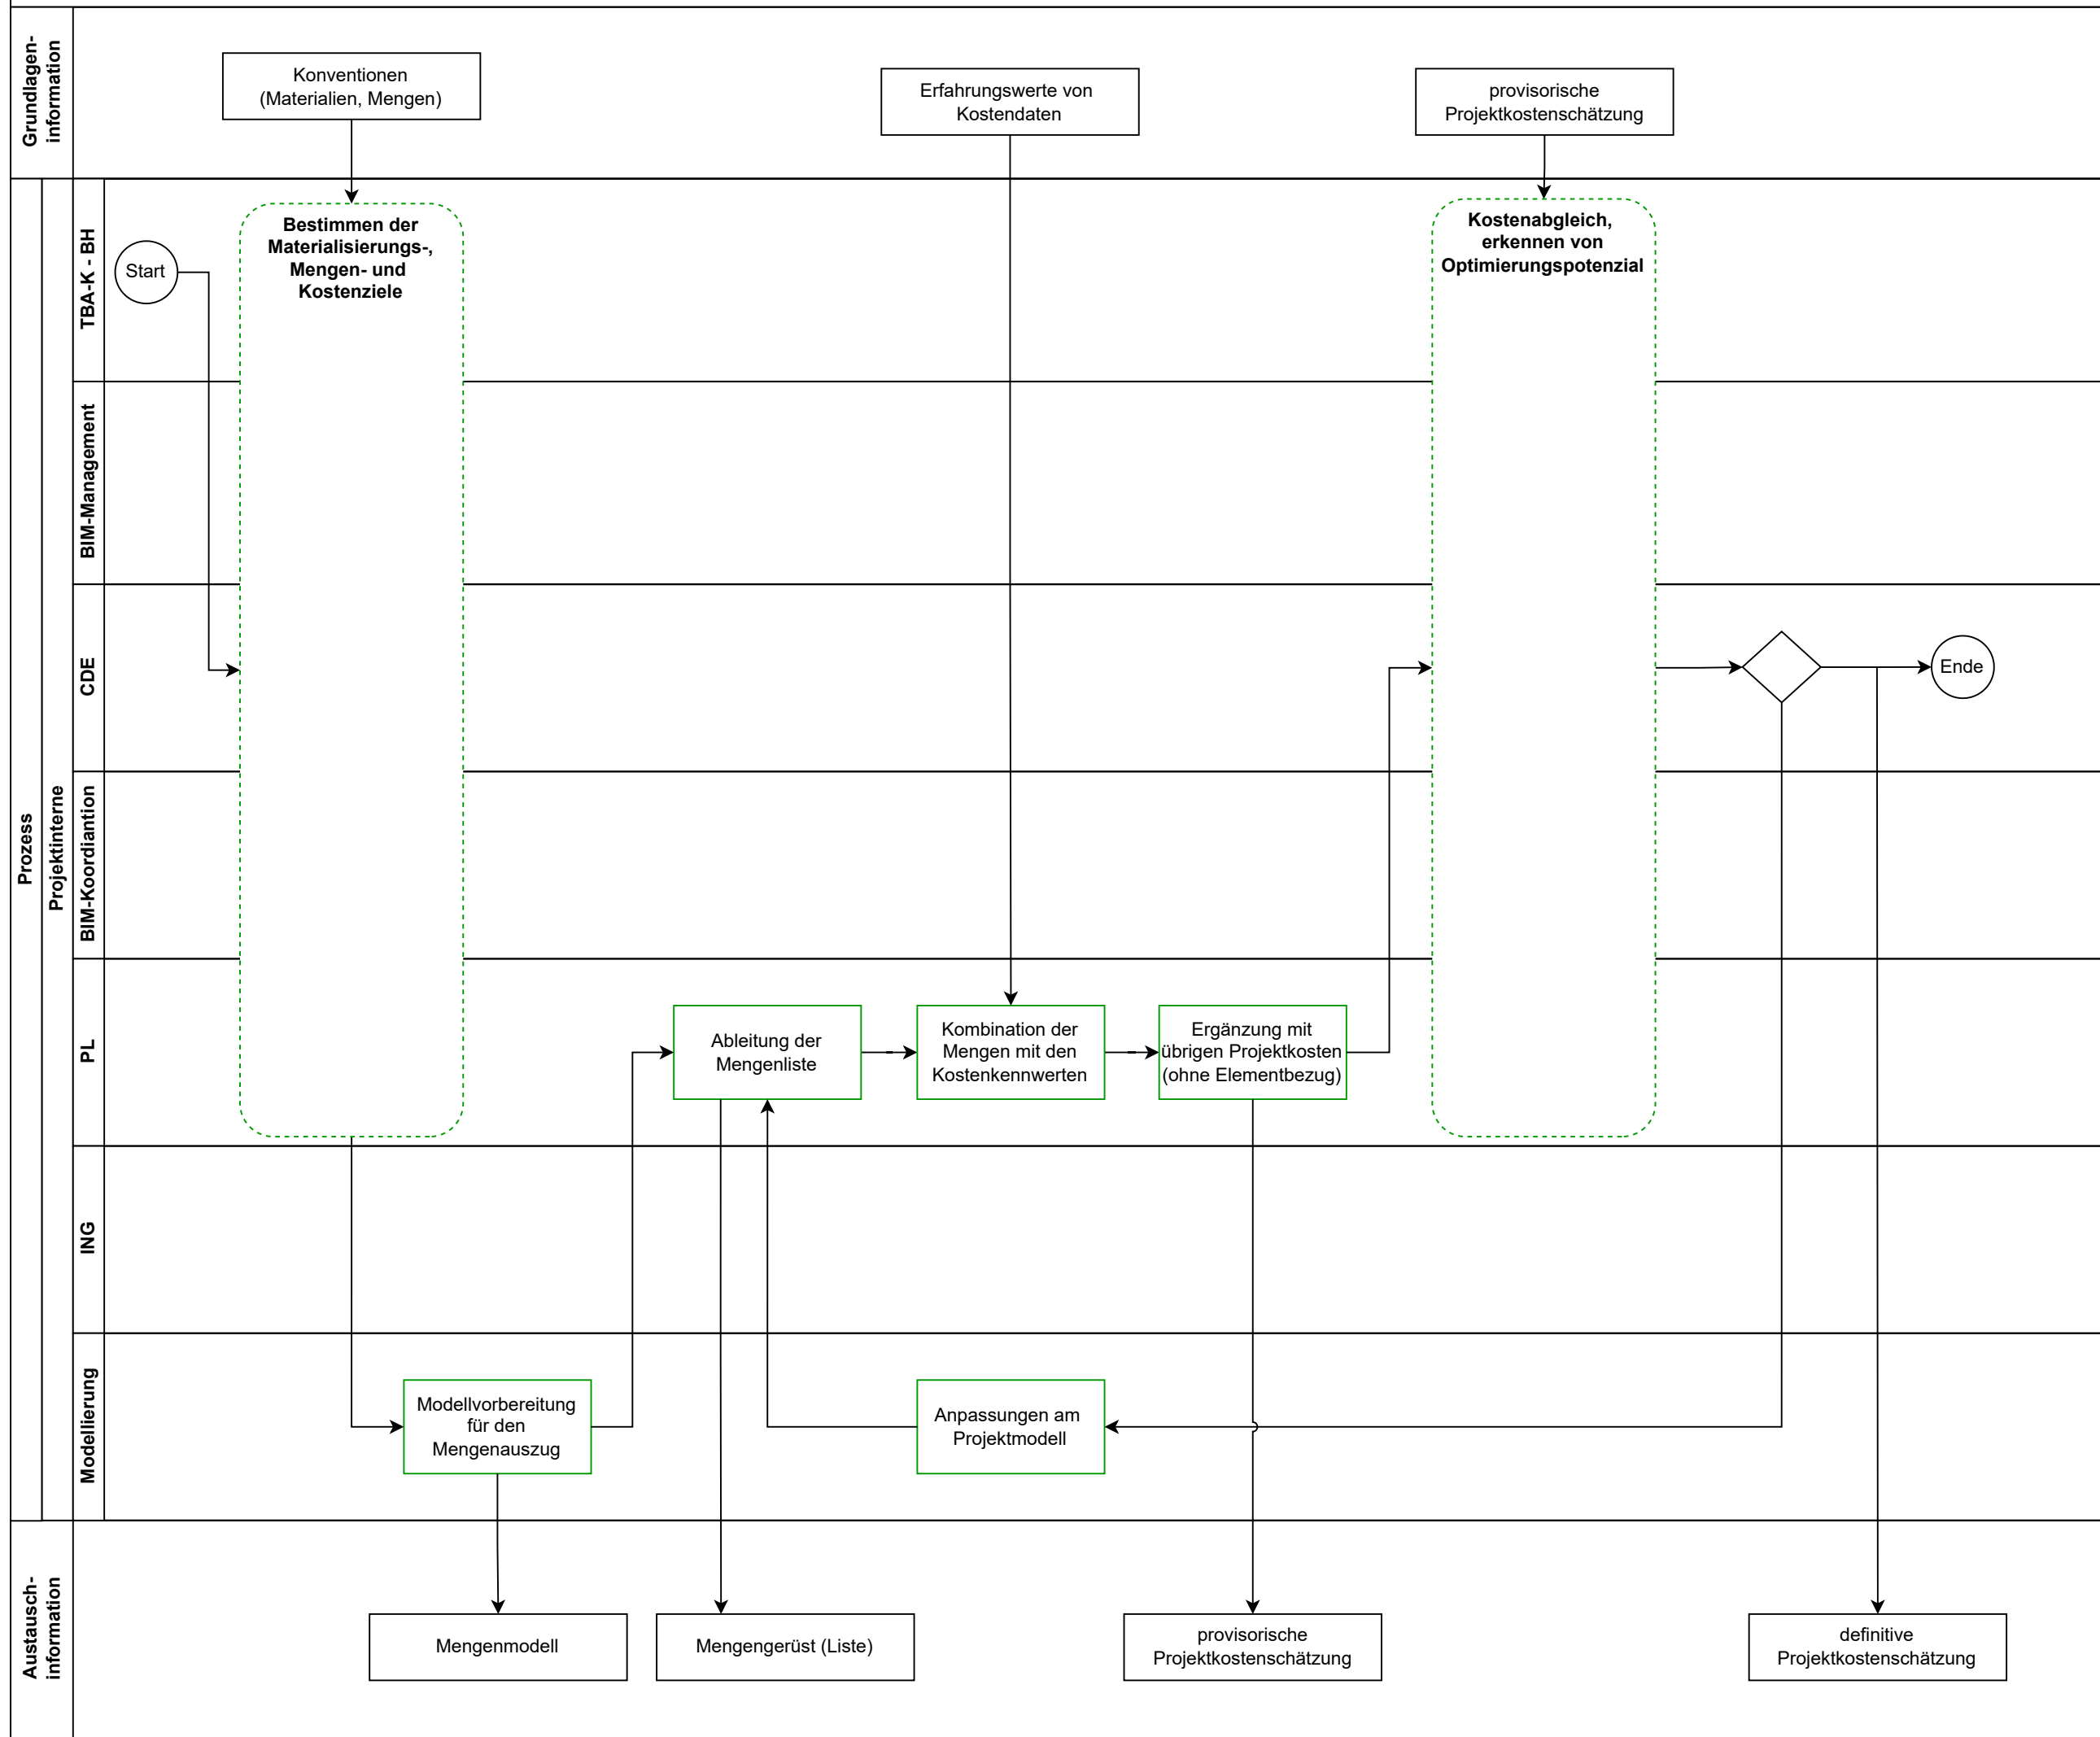 Grundlagen-
information
Konventionen
(Materialien, Mengen)
Erfahrungswerte von
Kostendaten
provisorische
Projektkostenschätzung
Prozess
Projektinterne
TBA-K - BH
Start
Bestimmen der
Materialisierungs-,
Mengen- und
Kostenziele
Kostenabgleich,
erkennen von
Optimierungspotenzial
BIM-Management
CDE
Ende
BIM-Koordiantion
PL
Ableitung der
Mengenliste
Kombination der
Mengen mit den
Kostenkennwerten
Ergänzung mit
übrigen Projektkosten
(ohne Elementbezug)
ING
Modellierung
Modellvorbereitung
für den
Mengenauszug
Anpassungen am
Projektmodell
Austausch-
information
Mengenmodell
Mengengerüst (Liste)
provisorische
Projektkostenschätzung
definitive
Projektkostenschätzung